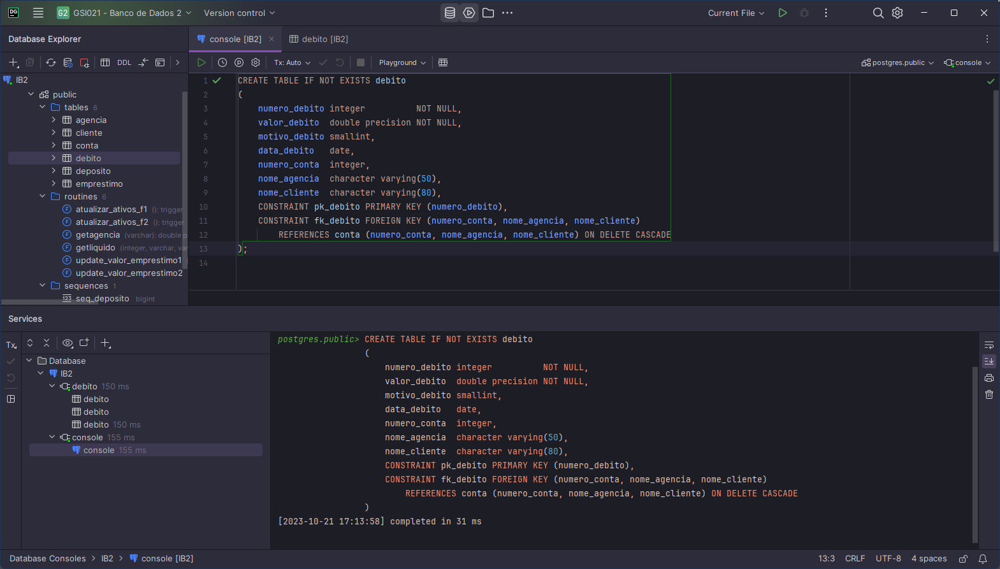 DG G2 GSI021 - Banco de Dados 2 Version control Current File
Database Explorer
console [IB2]
debito [IB2]
DDL
Tx: Auto Playground postgres.public console
IB2
public
tables 6
agencia
cliente
conta
debito
deposito
emprestimo
routines 6
atualizar_ativos_f1 (): trigger
atualizar_ativos_f2 (): trigger
getagencia (varchar): double p
getliquido (integer, varchar, var
update_valor_emprestimo1
update_valor_emprestimo2
sequences 1
123 seq_deposito bigint
1 CREATE TABLE IF NOT EXISTS debito
2 (
3 numero_debito integer NOT NULL,
4 valor_debito double precision NOT NULL,
5 motivo_debito smallint,
6 data_debito date,
7 numero_conta integer,
8 nome_agencia character varying(50),
9 nome_cliente character varying(80),
10 CONSTRAINT pk_debito PRIMARY KEY (numero_debito),
11 CONSTRAINT fk_debito FOREIGN KEY (numero_conta, nome_agencia, nome_cliente)
12 REFERENCES conta (numero_conta, nome_agencia, nome_cliente) ON DELETE CASCADE
13 );
14
Services
Tx
Database
IB2
debito 150 ms
debito
debito
debito 150 ms
console 155 ms
console 155 ms
postgres.public> CREATE TABLE IF NOT EXISTS debito
(
numero_debito integer NOT NULL,
valor_debito double precision NOT NULL,
motivo_debito smallint,
data_debito date,
numero_conta integer,
nome_agencia character varying(50),
nome_cliente character varying(80),
CONSTRAINT pk_debito PRIMARY KEY (numero_debito),
CONSTRAINT fk_debito FOREIGN KEY (numero_conta, nome_agencia, nome_cliente)
REFERENCES conta (numero_conta, nome_agencia, nome_cliente) ON DELETE CASCADE
)
[2023-10-21 17:13:58] completed in 31 ms
Database Consoles > IB2 > console [IB2] 13:3 CRLF UTF-8 4 spaces